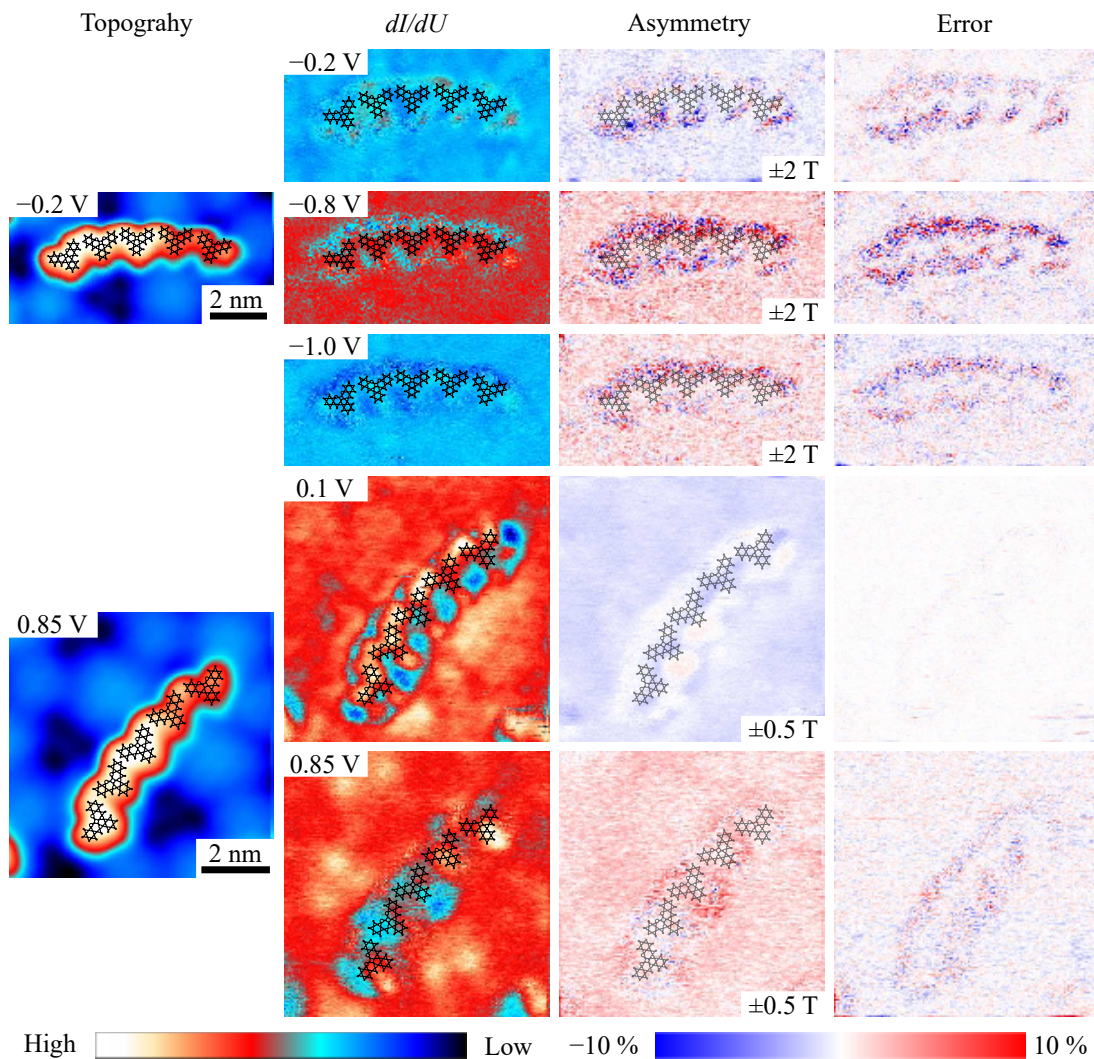 Topograhy dI/dU Asymmetry Error
−0.2 V
±2 T
−0.2 V
2 nm
−0.8 V
±2 T
−1.0 V
±2 T
0.1 V
±0.5 T
0.85 V
2 nm
0.85 V
±0.5 T
High Low −10 % 10 %